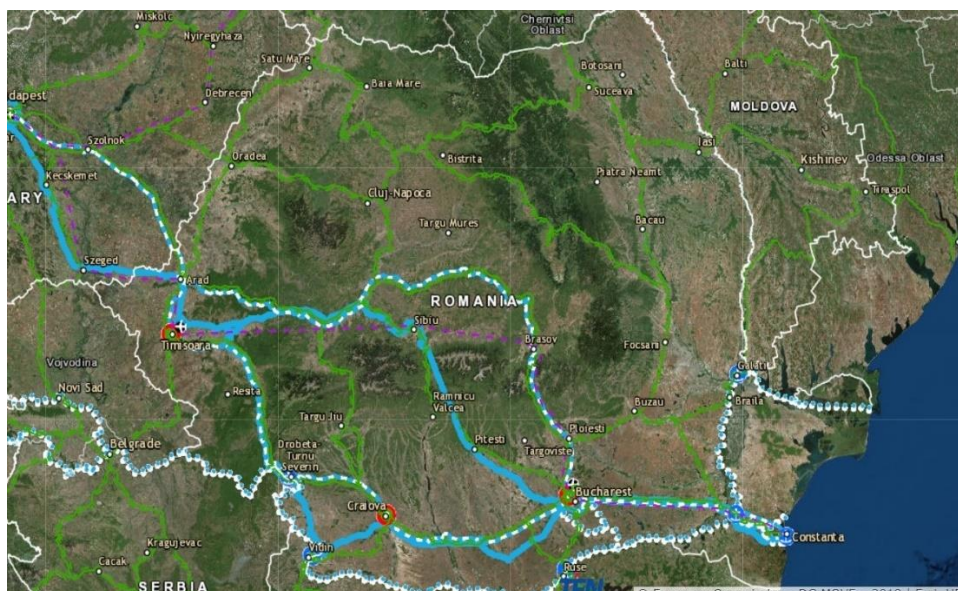 Miskolc
Chernivtsi
Oblast
Nyiregyhaza
Satu Mare
Botosani
Balti
Baia Mare
Suceava
Debrecen
MOLDOVA
Szolnok
Iasi
Oradea
Bistrita
Kishinev
Odessa Oblast
Kecskemet
Piatra Neamt
Tiraspol
ARY
Cluj-Napoca
Targu Mures
Bacau
Szeged
Arad
ROMANIA
Sibiu
Timisoara
Brasov
Focsani
Vojvodina
Galati
Novi Sad
Resita
Ramnicu
Valcea
Buzau
Braila
Targu Jiu
Ploiesti
Belgrade
Drobeta-
Turnu
Severin
Pitesti
Targoviste
Craiova
Bucharest
Constanta
Vidin
Kragujevac
Cacak
Ruse
SERBIA
TEN